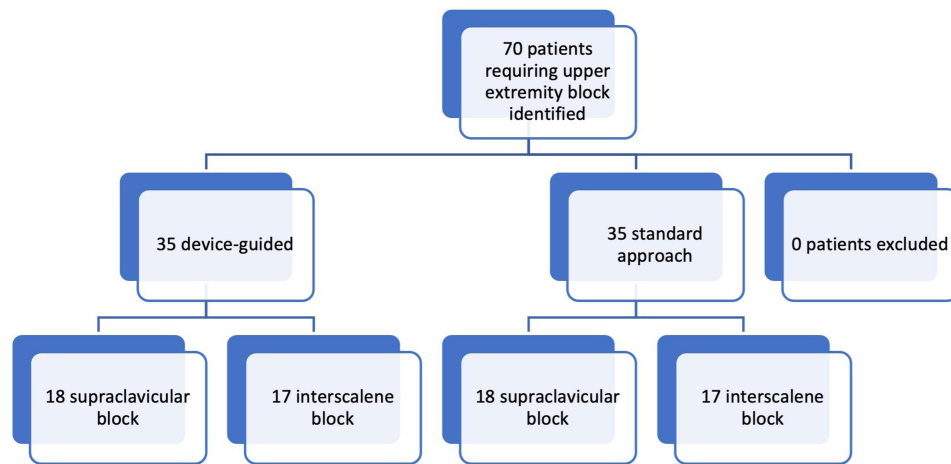 70 patients
requiring upper
extremity block
identified
35 device-guided
35 standard
approach
0 patients excluded
18 supraclavicular
block
17 interscalene
block
18 supraclavicular
block
17 interscalene
block